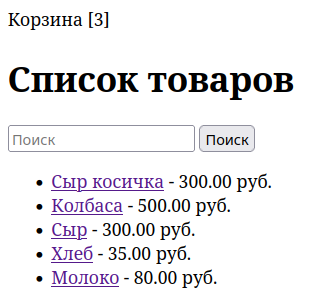 Корзина [3]
Список товаров
Поиск Поиск
Сыр косичка - 300.00 руб.
Колбаса - 500.00 руб.
Сыр - 300.00 руб.
Хлеб - 35.00 руб.
Молоко - 80.00 руб.